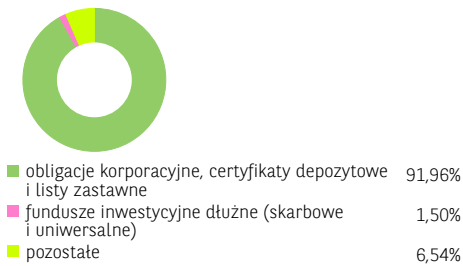 obligacje korporacyjne, certyfikaty depozytowe
i listy zastawne 91,96%
fundusze inwestycyjne dłużne (skarbowe
i uniwersalne) 1,50%
pozostałe 6,54%